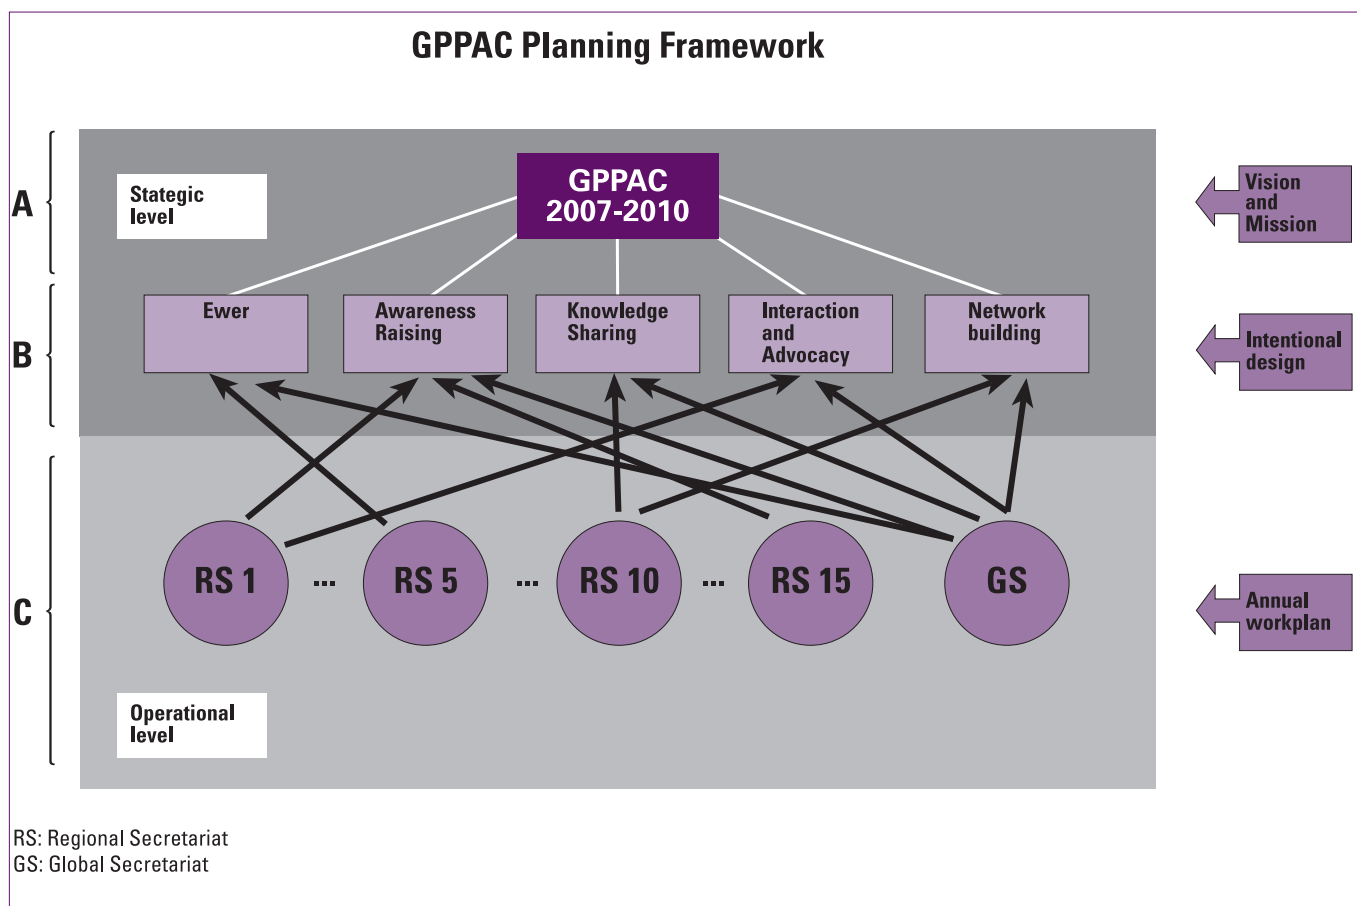 GPPAC Planning Framework
A
Stategic
level
GPPAC
2007-2010
Vision
and
Mission
B
Ewer
Awareness
Raising
Knowledge
Sharing
Interaction
and
Advocacy
Network
building
Intentional
design
C
RS 1
...
RS 5
...
RS 10
...
RS 15
GS
Annual
workplan
Operational
level
RS: Regional Secretariat
GS: Global Secretariat